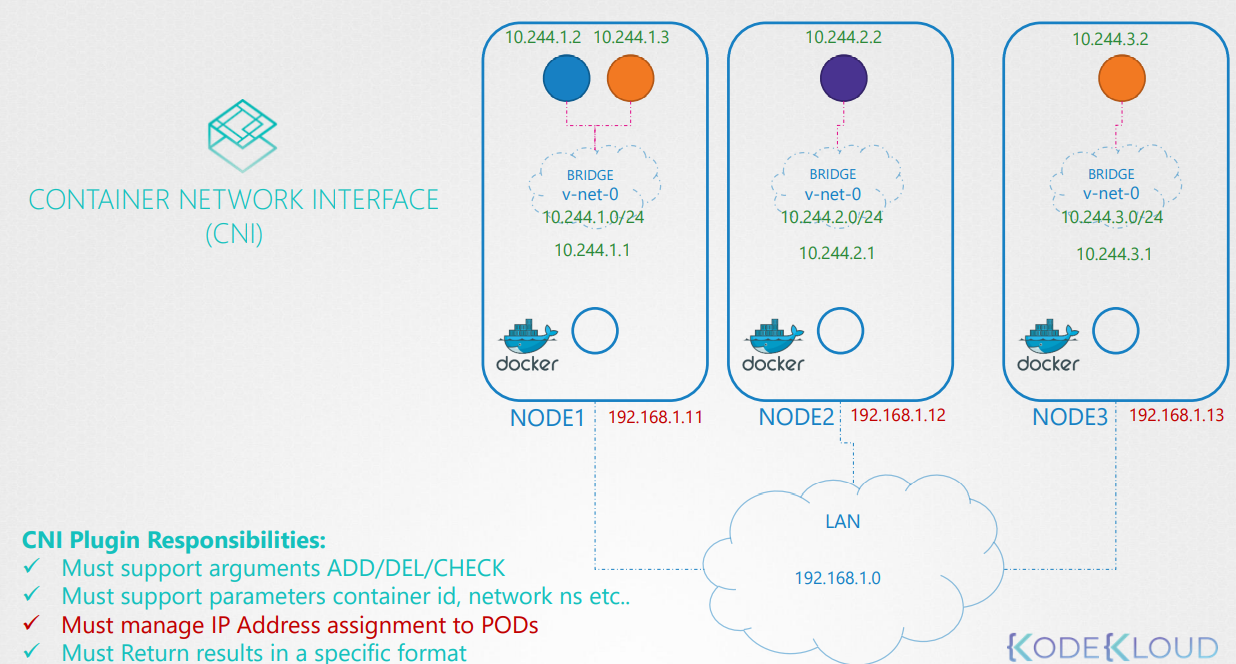 CONTAINER NETWORK INTERFACE
(CNI)
10.244.1.2 10.244.1.3
BRIDGE
v-net-0
10.244.1.0/24
10.244.1.1
docker
NODE1 192.168.1.11
10.244.2.2
BRIDGE
v-net-0
10.244.2.0/24
10.244.2.1
docker
NODE2 192.168.1.12
10.244.3.2
BRIDGE
v-net-0
10.244.3.0/24
10.244.3.1
docker
NODE3 192.168.1.13
LAN
192.168.1.0
CNI Plugin Responsibilities:
✓ Must support arguments ADD/DEL/CHECK
✓ Must support parameters container id, network ns etc..
✓ Must manage IP Address assignment to PODs
✓ Must Return results in a specific format
KODEKLOUD